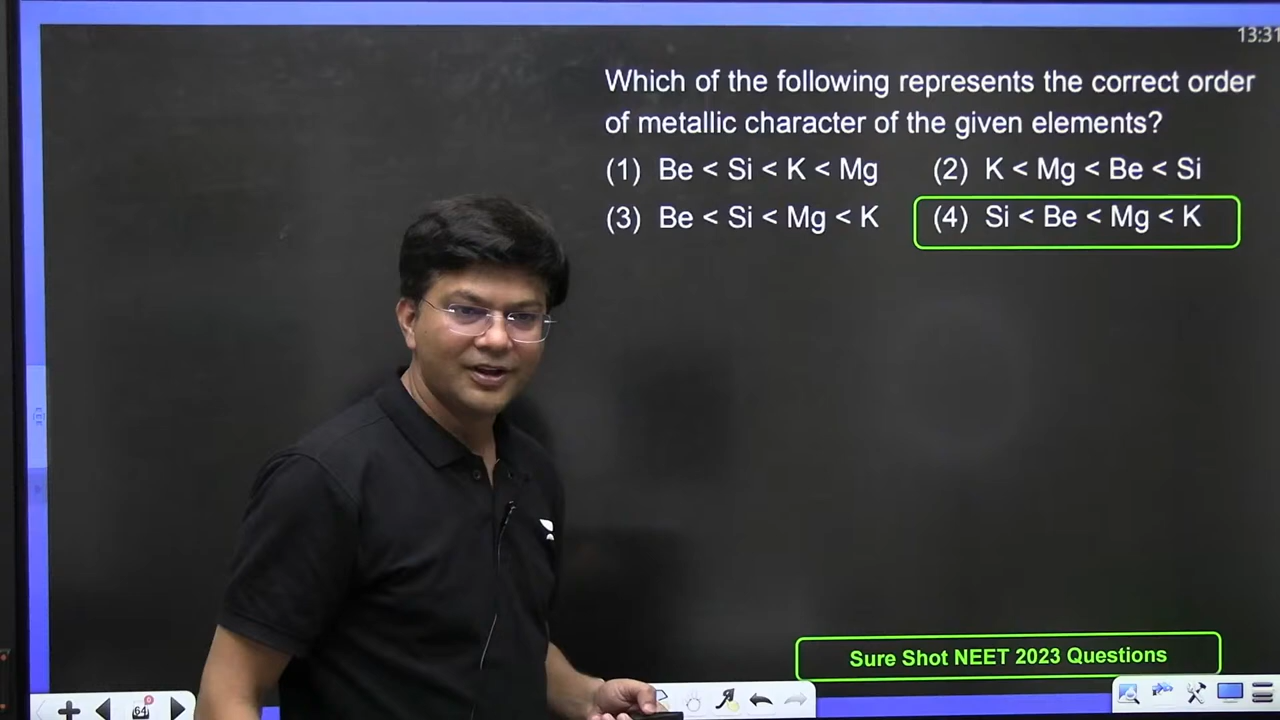 13:31
Which of the following represents the correct order
of metallic character of the given elements?
(1) Be < Si < K < Mg (2) K < Mg < Be < Si
(3) Be < Si < Mg < K (4) Si < Be < Mg < K
Sure Shot NEET 2023 Questions
64